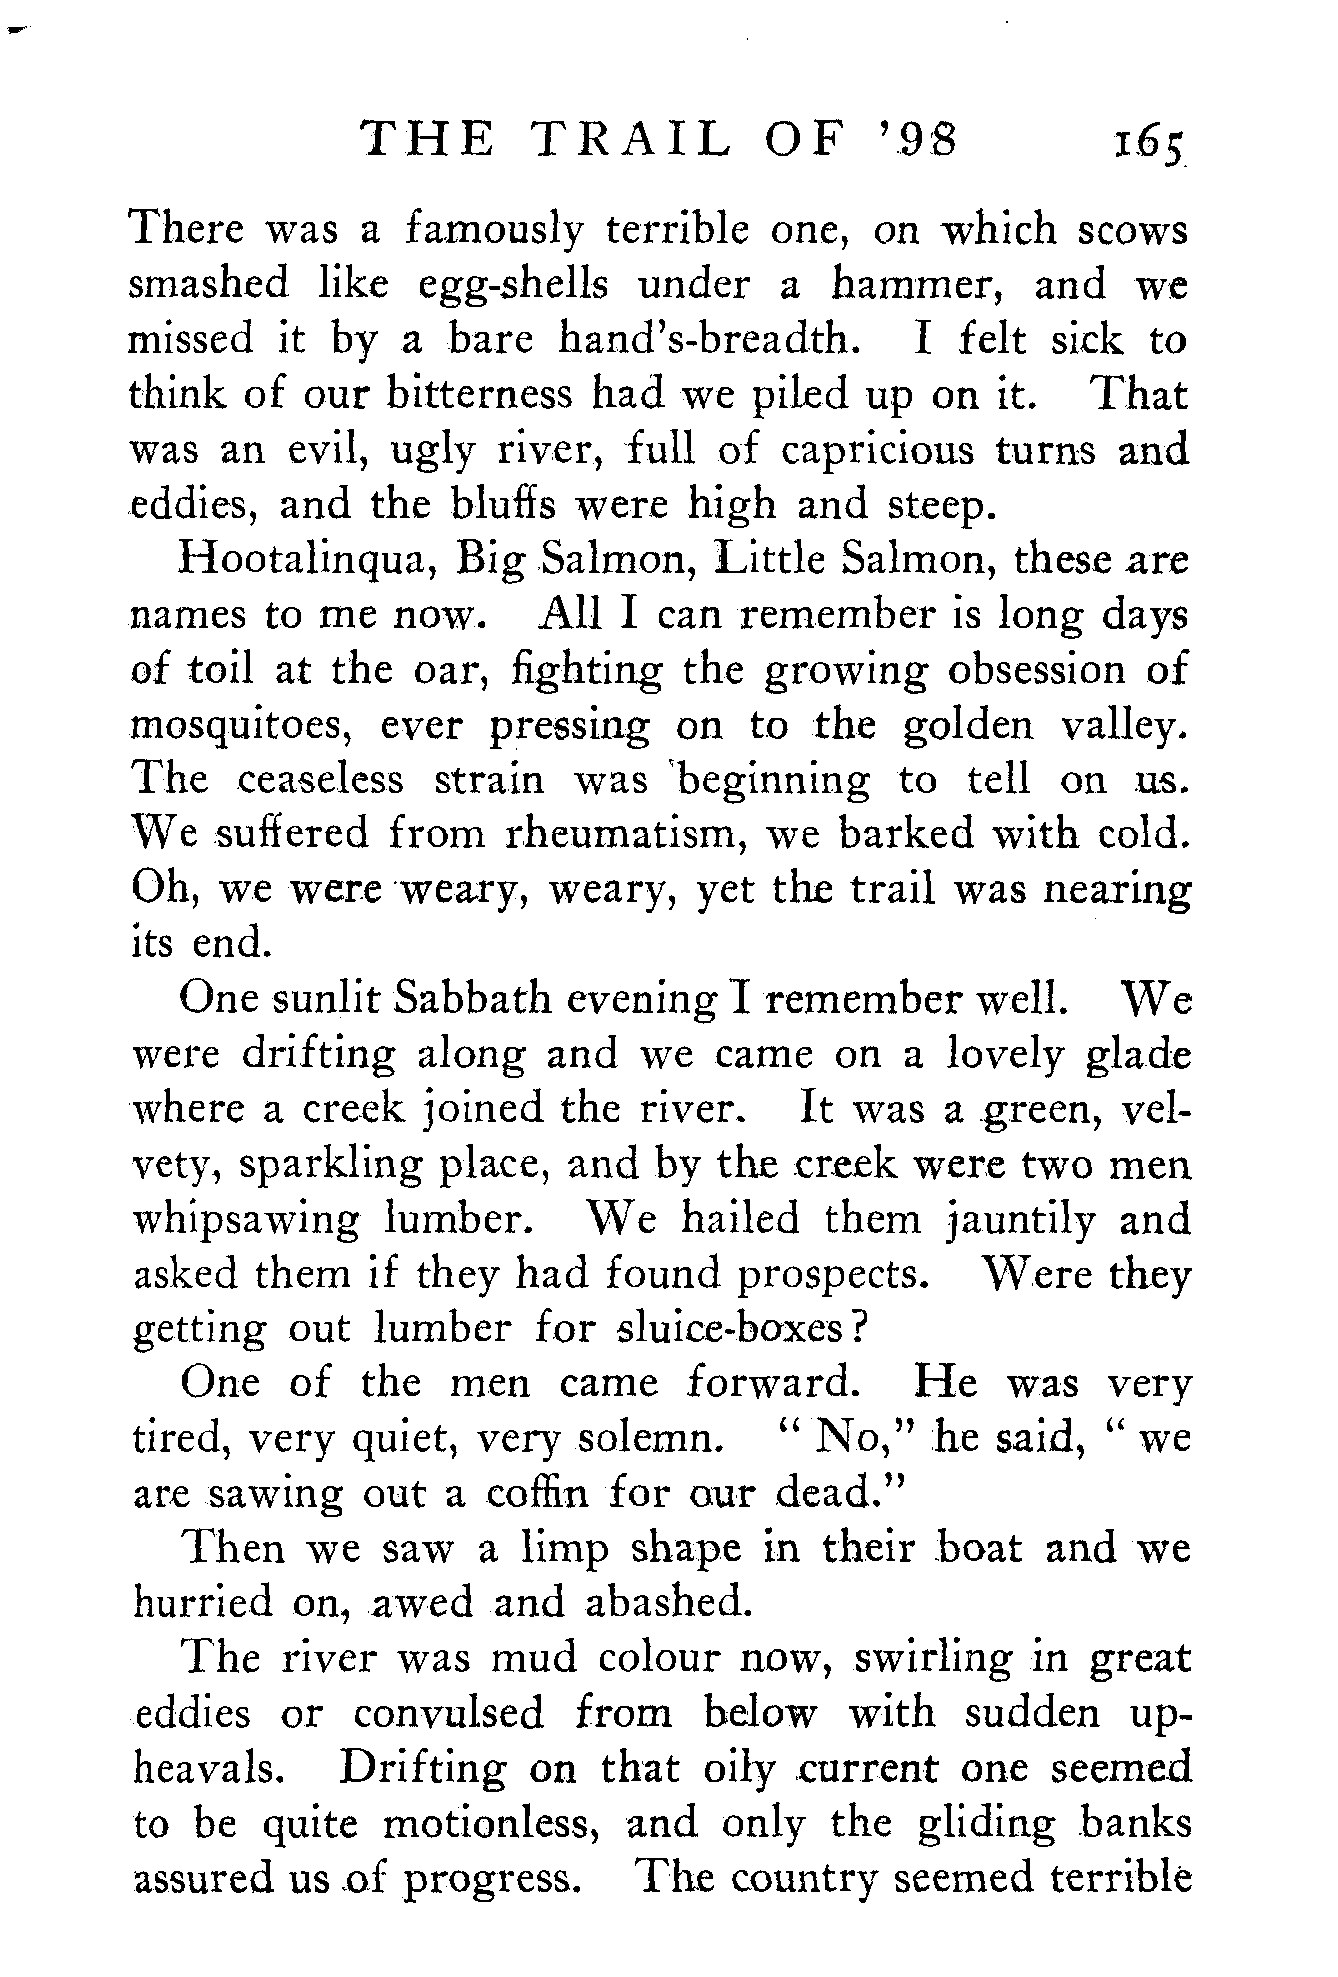 THE TRAIL OF '98 165
There was a famously terrible one, on which scows
smashed like egg-shells under a hammer, and we
missed it by a bare hand's-breadth. I felt sick to
think of our bitterness had we piled up on it. That
was an evil, ugly river, full of capricious turns and
eddies, and the bluffs were high and steep.
Hootalinqua, Big Salmon, Little Salmon, these are
names to me now. All I can remember is long days
of toil at the oar, fighting the growing obsession of
mosquitoes, ever pressing on to the golden valley.
The ceaseless strain was beginning to tell on us.
We suffered from rheumatism, we barked with cold.
Oh, we were weary, weary, yet the trail was nearing
its end.
One sunlit Sabbath evening I remember well. We
were drifting along and we came on a lovely glade
where a creek joined the river. It was a green, vel-
vety, sparkling place, and by the creek were two men
whipsawing lumber. We hailed them jauntily and
asked them if they had found prospects. Were they
getting out lumber for sluice-boxes?
One of the men came forward. He was very
tired, very quiet, very solemn. "No," he said, "we
are sawing out a coffin for our dead."
Then we saw a limp shape in their boat and we
hurried on, awed and abashed.
The river was mud colour now, swirling in great
eddies or convulsed from below with sudden up-
heavals. Drifting on that oily current one seemed
to be quite motionless, and only the gliding banks
assured us of progress. The country seemed terrible